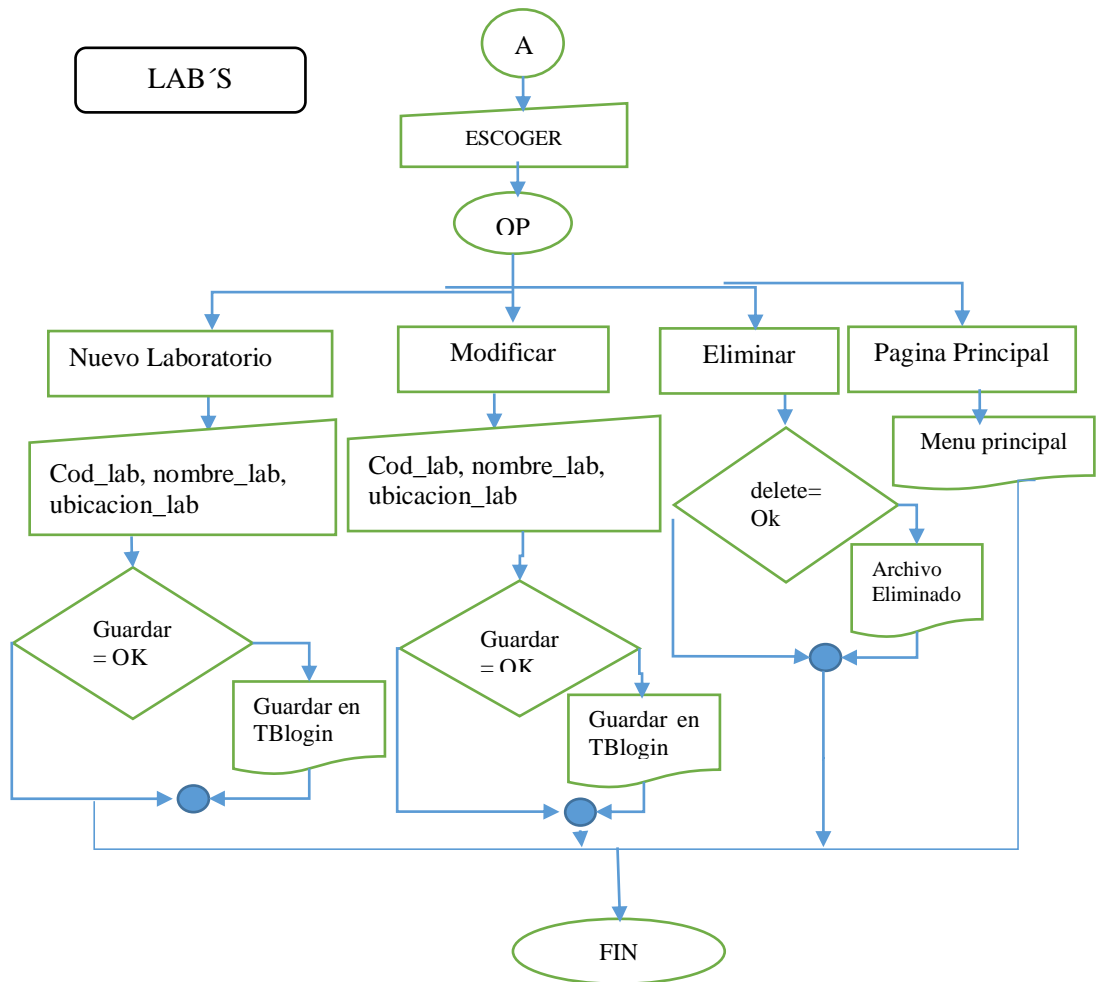 A
LAB´S
ESCOGER
OP
Nuevo Laboratorio
Modificar
Eliminar
Pagina Principal
Menu principal
Cod_lab, nombre_lab,
ubicacion_lab
Cod_lab, nombre_lab,
ubicacion_lab
delete=
Ok
Archivo
Eliminado
Guardar
= OK
Guardar
= OK
Guardar en
TBlogin
Guardar en
TBlogin
FIN